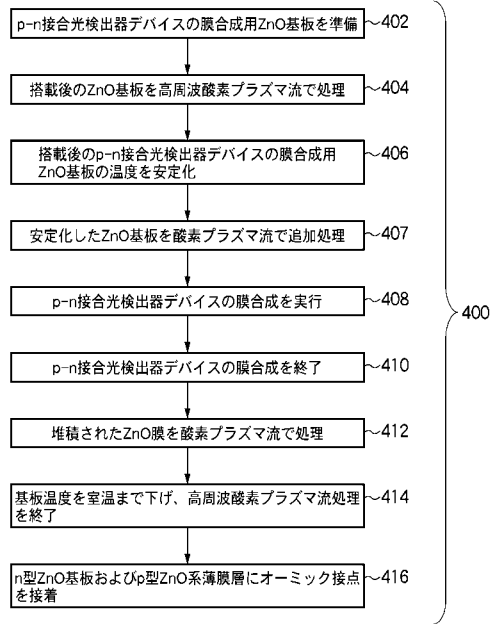 p-n接合光検出器デバイスの膜合成用ZnO基板を準備
402
搭載後のZnO基板を高周波酸素プラズマ流で処理
404
搭載後のp-n接合光検出器デバイスの膜合成用
ZnO基板の温度を安定化
406
安定化したZnO基板を酸素プラズマ流で追加処理
407
p-n接合光検出器デバイスの膜合成を実行
408
400
p-n接合光検出器デバイスの膜合成を終了
410
堆積されたZnO膜を酸素プラズマ流で処理
412
基板温度を室温まで下げ、高周波酸素プラズマ流処理
を終了
414
n型ZnO基板およびp型ZnO系薄膜層にオーミック接点
を接着
416